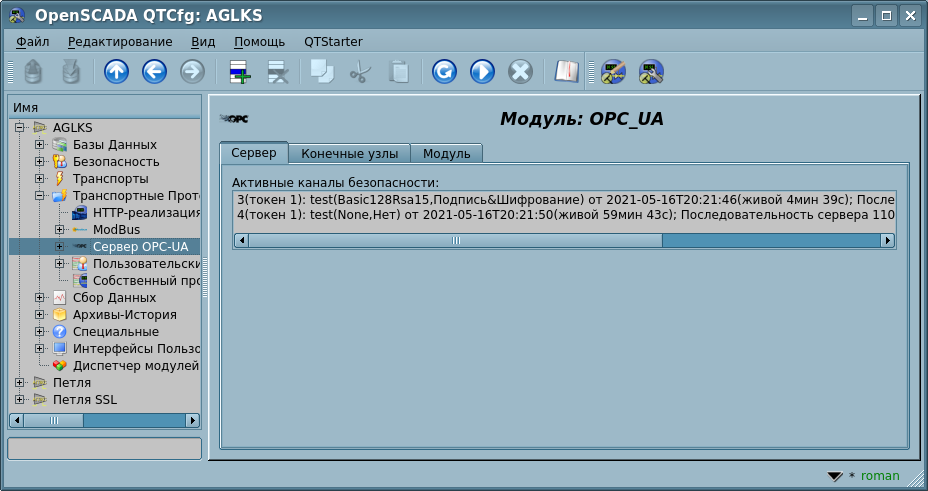 OpenSCADA QTCfg: AGLKS
Файл Редактирование Вид Помощь QTStarter
Имя
AGLKS
Базы Данных
Безопасность
Транспорты
Транспортные Прот
HTTP-реализация
ModBus
Сервер OPC-UA
Пользовательски
Собственный про
Сбор Данных
Архивы-История
Специальные
Интерфейсы Пользо
Диспетчер модулей
Петля
Петля SSL
OPC
Модуль: OPC_UA
Сервер Конечные узлы Модуль
Активные каналы безопасности:
3(токен 1): test(Basic128Rsa15,Подпись&Шифрование) от 2021-05-16T20:21:46(живой 4мин 39с); После
4(токен 1): test(None,Нет) от 2021-05-16T20:21:50(живой 59мин 43с); Последовательность сервера 110
* roman